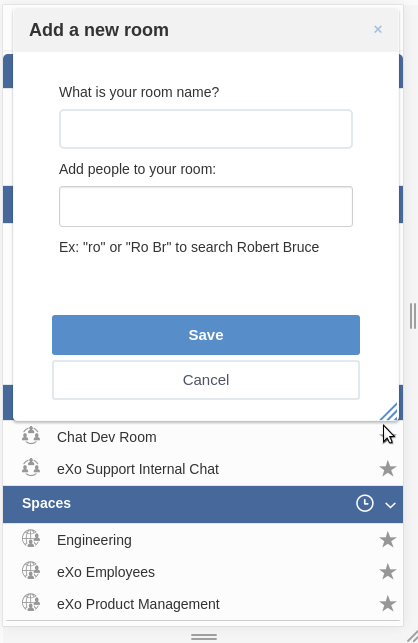 Add a new room
×
What is your room name?
Add people to your room:
Ex: "ro" or "Ro Br" to search Robert Bruce
Save
Cancel
Chat Dev Room
eXo Support Internal Chat
Spaces
Engineering
eXo Employees
eXo Product Management